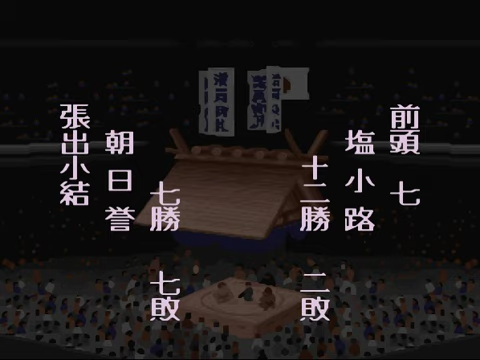 前頭 七
塩小路
十二勝 二敗
七勝 七敗
朝日誉
張出小結